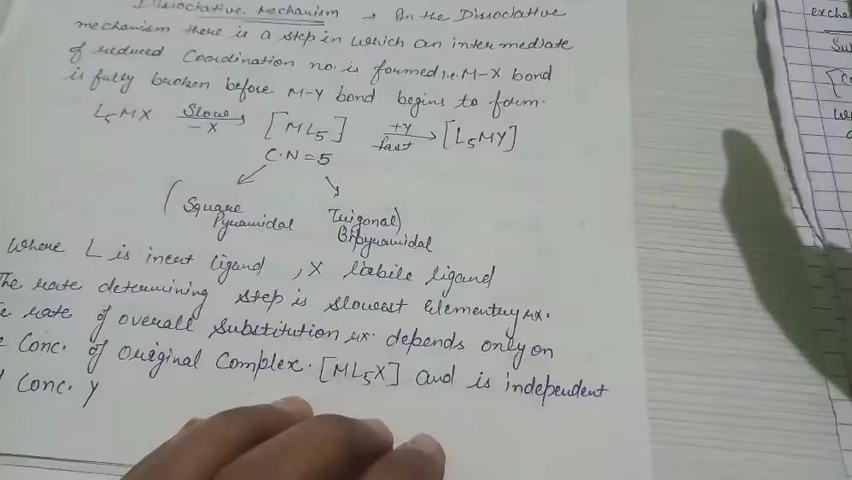 Dissociative Mechanism → In the Dissociative
mechanism there is a step in which an intermediate
of reduced Coordination no. is formed i.e. M-X bond
is fully broken before M-Y bond begins to form.
L5MX Slow -X → [ML5] +Y fast → [L5MY]
C.N = 5
(Square Pyramidal Trigonal) Bipyramidal
Where L is inert ligand , X liabile ligand
The rate determining step is slowest elementary rx.
rate of overall substitution rx. depends only on
Conc. of original Complex. [ML5X] and is independent
Conc. Y
excha
Su